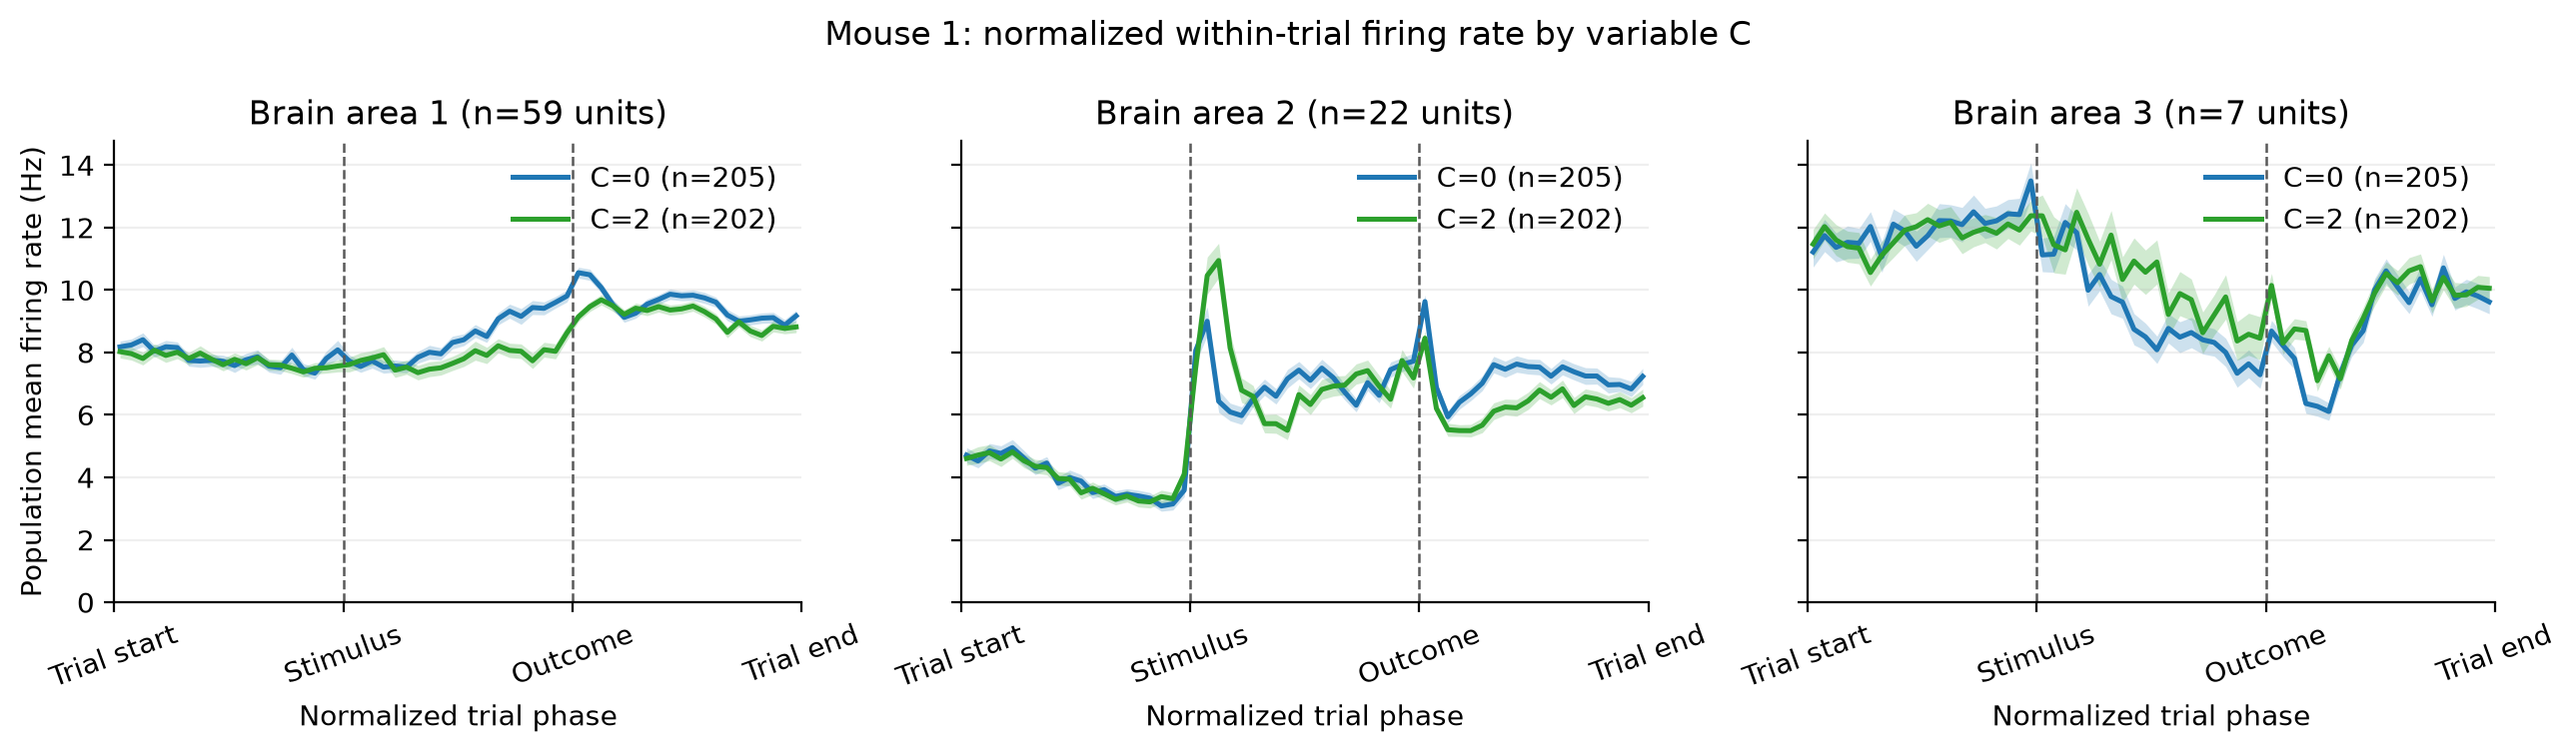 Mouse 1: normalized within-trial firing rate by variable C
Brain area 1 (n=59 units)
Population mean firing rate (Hz)
14
12
10
8
6
4
2
0
C=0 (n=205)
C=2 (n=202)
Trial start
Stimulus
Outcome
Trial end
Normalized trial phase
Brain area 2 (n=22 units)
C=0 (n=205)
C=2 (n=202)
Trial start
Stimulus
Outcome
Trial end
Normalized trial phase
Brain area 3 (n=7 units)
C=0 (n=205)
C=2 (n=202)
Trial start
Stimulus
Outcome
Trial end
Normalized trial phase